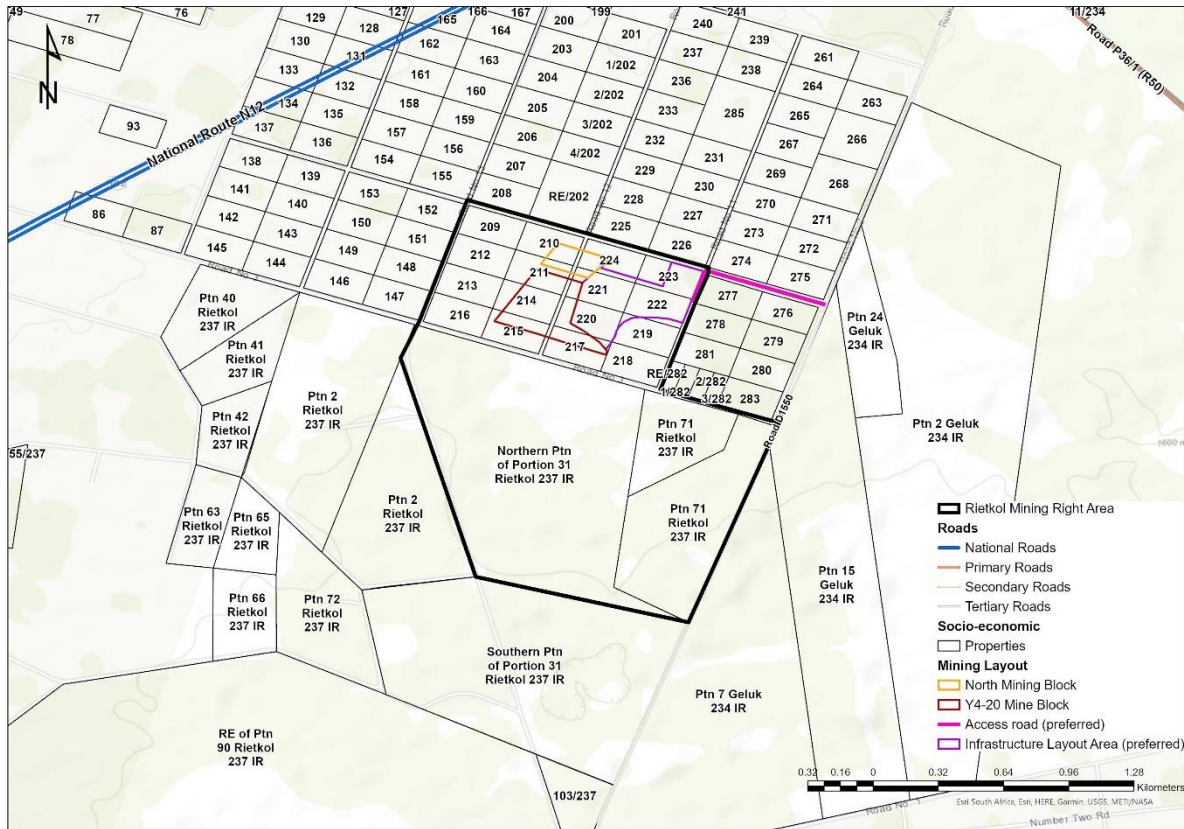 49
77
76
78
93
129
127
128
130
131
133
132
134
135
137
136
166
167
165
164
162
163
161
160
158
159
157
156
154
155
199
200
201
203
1/202
204
2/202
205
3/202
206
4/202
207
208
RE/202
241
240
239
237
238
236
285
233
232
231
229
230
228
227
225
226
261
264
263
265
266
267
269
268
270
271
273
272
274
275
11/234
Road P36/1 (R50)
National Route N12
N
138
139
141
140
142
143
145
144
153
152
150
151
149
148
146
147
86
87
209
210
212
211
213
214
216
215
224
223
221
222
220
219
217
218
277
276
278
279
281
280
RE/282
2/282
1/282
3/282
283
Road No. 3
Road D1550
Ptn 40
Rietkol
237 IR
Ptn 41
Rietkol
237 IR
Ptn 42
Rietkol
237 IR
Ptn 2
Rietkol
237 IR
55/237
Ptn 63
Rietkol
237 IR
Ptn 65
Rietkol
237 IR
Ptn 66
Rietkol
237 IR
Ptn 72
Rietkol
237 IR
Ptn 2
Rietkol
237 IR
Northern Ptn
of Portion 31
Rietkol 237 IR
Ptn 71
Rietkol
237 IR
Ptn 71
Rietkol
237 IR
Ptn 24
Geluk
234 IR
Ptn 2 Geluk
234 IR
Ptn 15
Geluk
234 IR
Southern Ptn
of Portion 31
Rietkol 237 IR
Ptn 7 Geluk
234 IR
RE of Ptn
90 Rietkol
237 IR
103/237
Road No. 1
Number Two Rd
Rietkol Mining Right Area
Roads
National Roads
Primary Roads
Secondary Roads
Tertiary Roads
Socio-economic
Properties
Mining Layout
North Mining Block
Y4-20 Mine Block
Access road (preferred)
Infrastructure Layout Area (preferred)
0.32 0.16 0 0.32 0.64 0.96 1.28
Kilometers
Esri South Africa, Esri, HERE, Garmin, USGS, METI/NASA